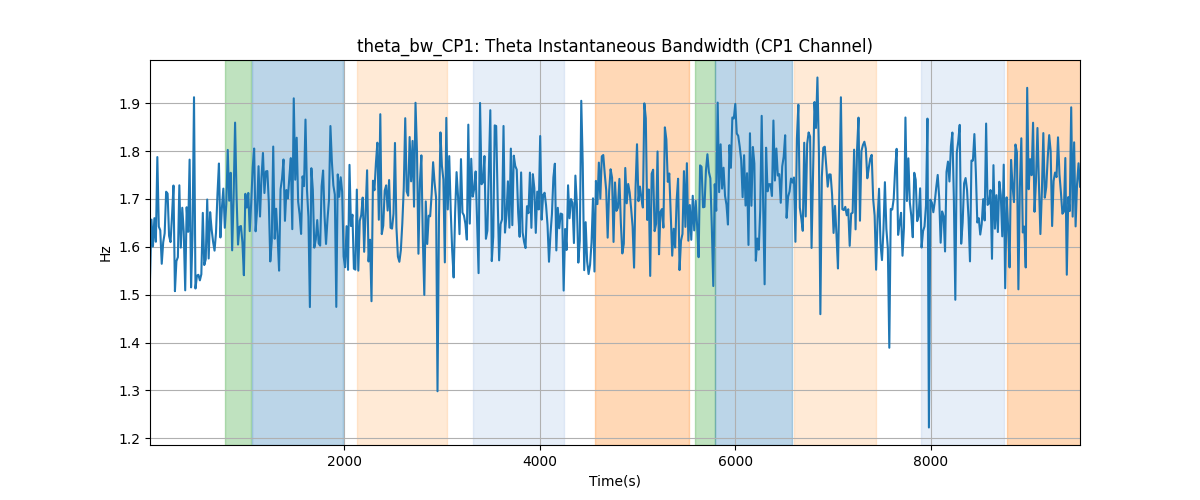 theta_bw_CP1: Theta Instantaneous Bandwidth (CP1 Channel)
1.9
1.8
1.7
1.6
1.5
1.4
1.3
1.2
Hz
2000 4000 6000 8000
Time(s)